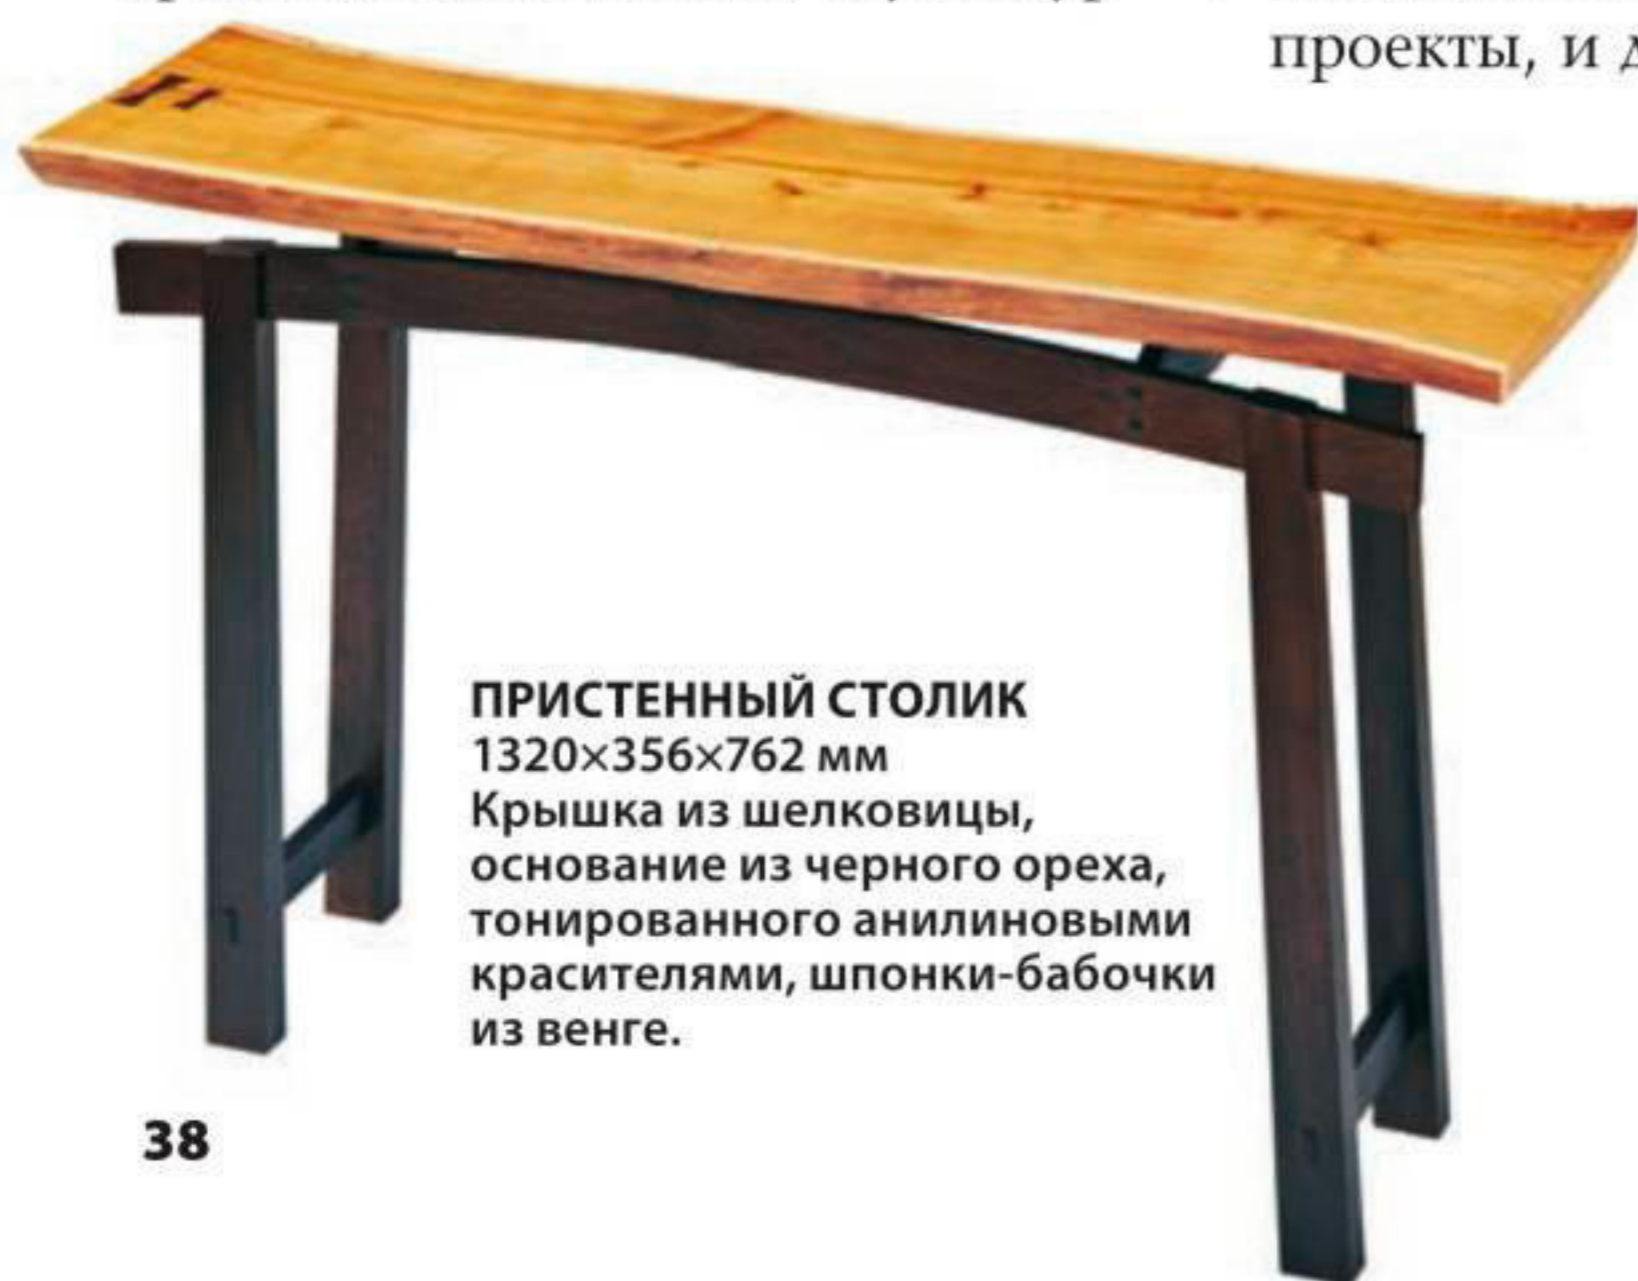 проекты, и
ПРИСТЕННЫЙ СТОЛИК
1320×356×762 мм
Крышка из шелковицы,
основание из черного ореха,
тонированного анилиновыми
красителями, шпонки-бабочки
из венге.
38